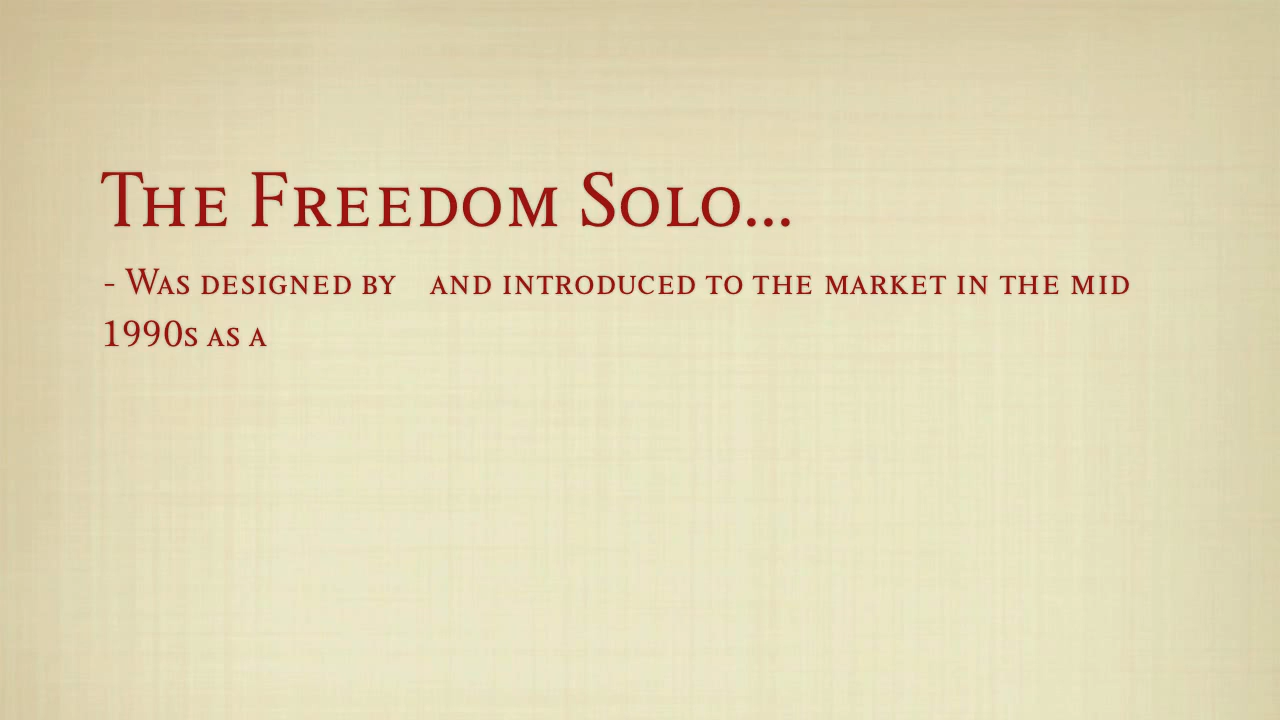 The Freedom Solo...
- Was designed by and introduced to the market in the mid
1990s as a